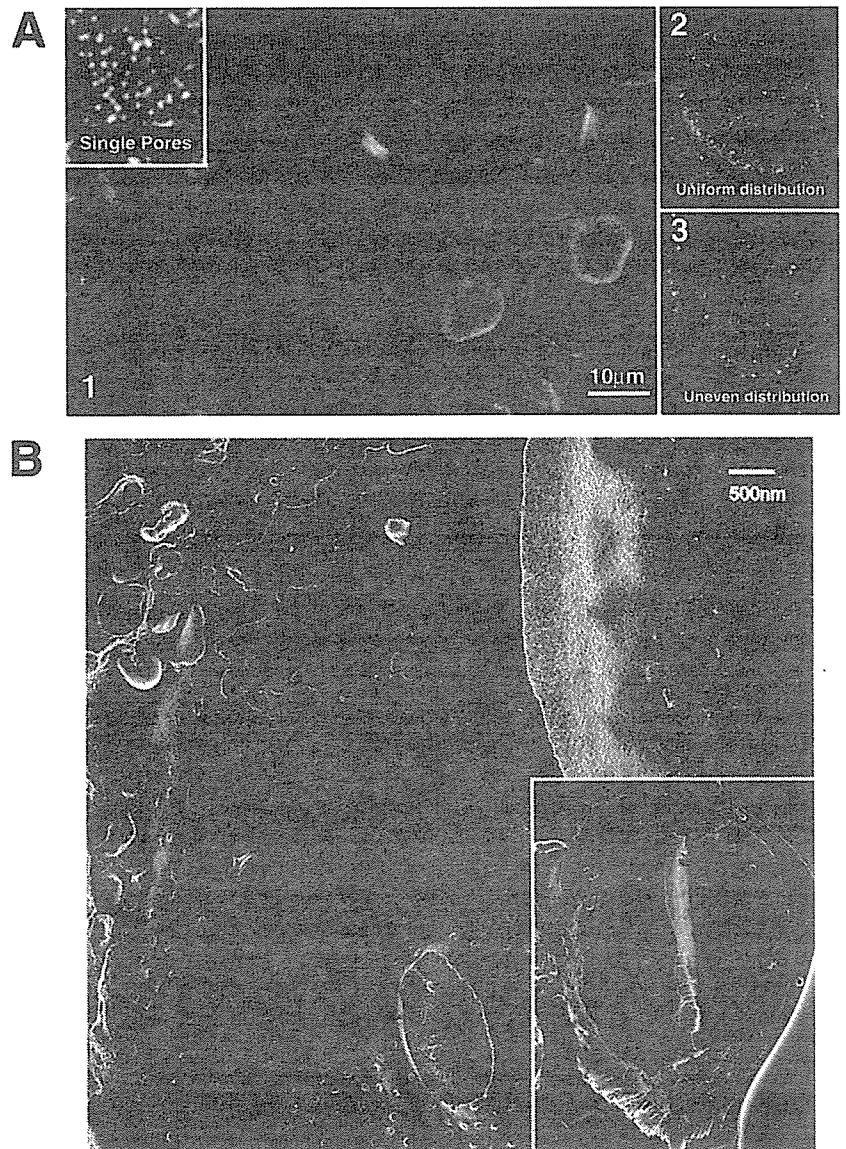 A
Single Pores
1
10µm
2
Uniform distribution
3
Uneven distribution
B
500nm